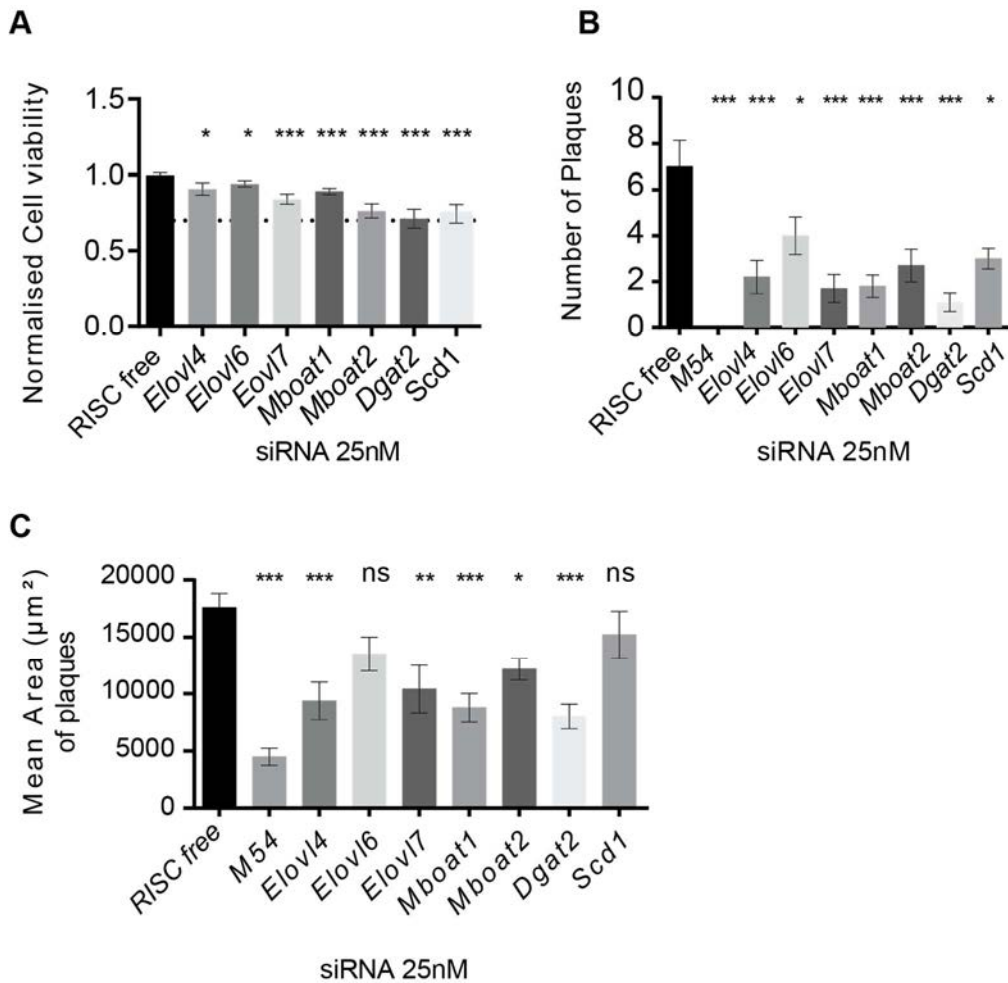 A
Normalised Cell viability
1.5
1.0
0.5
0.0
* * *** *** *** *** ***
RISC free
Elovl4
Elovl6
Eovl7
Mboat1
Mboat2
Dgat2
Scd1
siRNA 25nM
B
Number of Plaques
10
8
6
4
2
0
*** *** * *** *** *** *** *
RISC free
M54
Elovl4
Elovl6
Elovl7
Mboat1
Mboat2
Dgat2
Scd1
siRNA 25nM
C
Mean Area (µm²)
of plaques
20000
15000
10000
5000
0
*** *** ns ** *** * *** ns
RISC free
M54
Elovl4
Elovl6
Elovl7
Mboat1
Mboat2
Dgat2
Scd1
siRNA 25nM